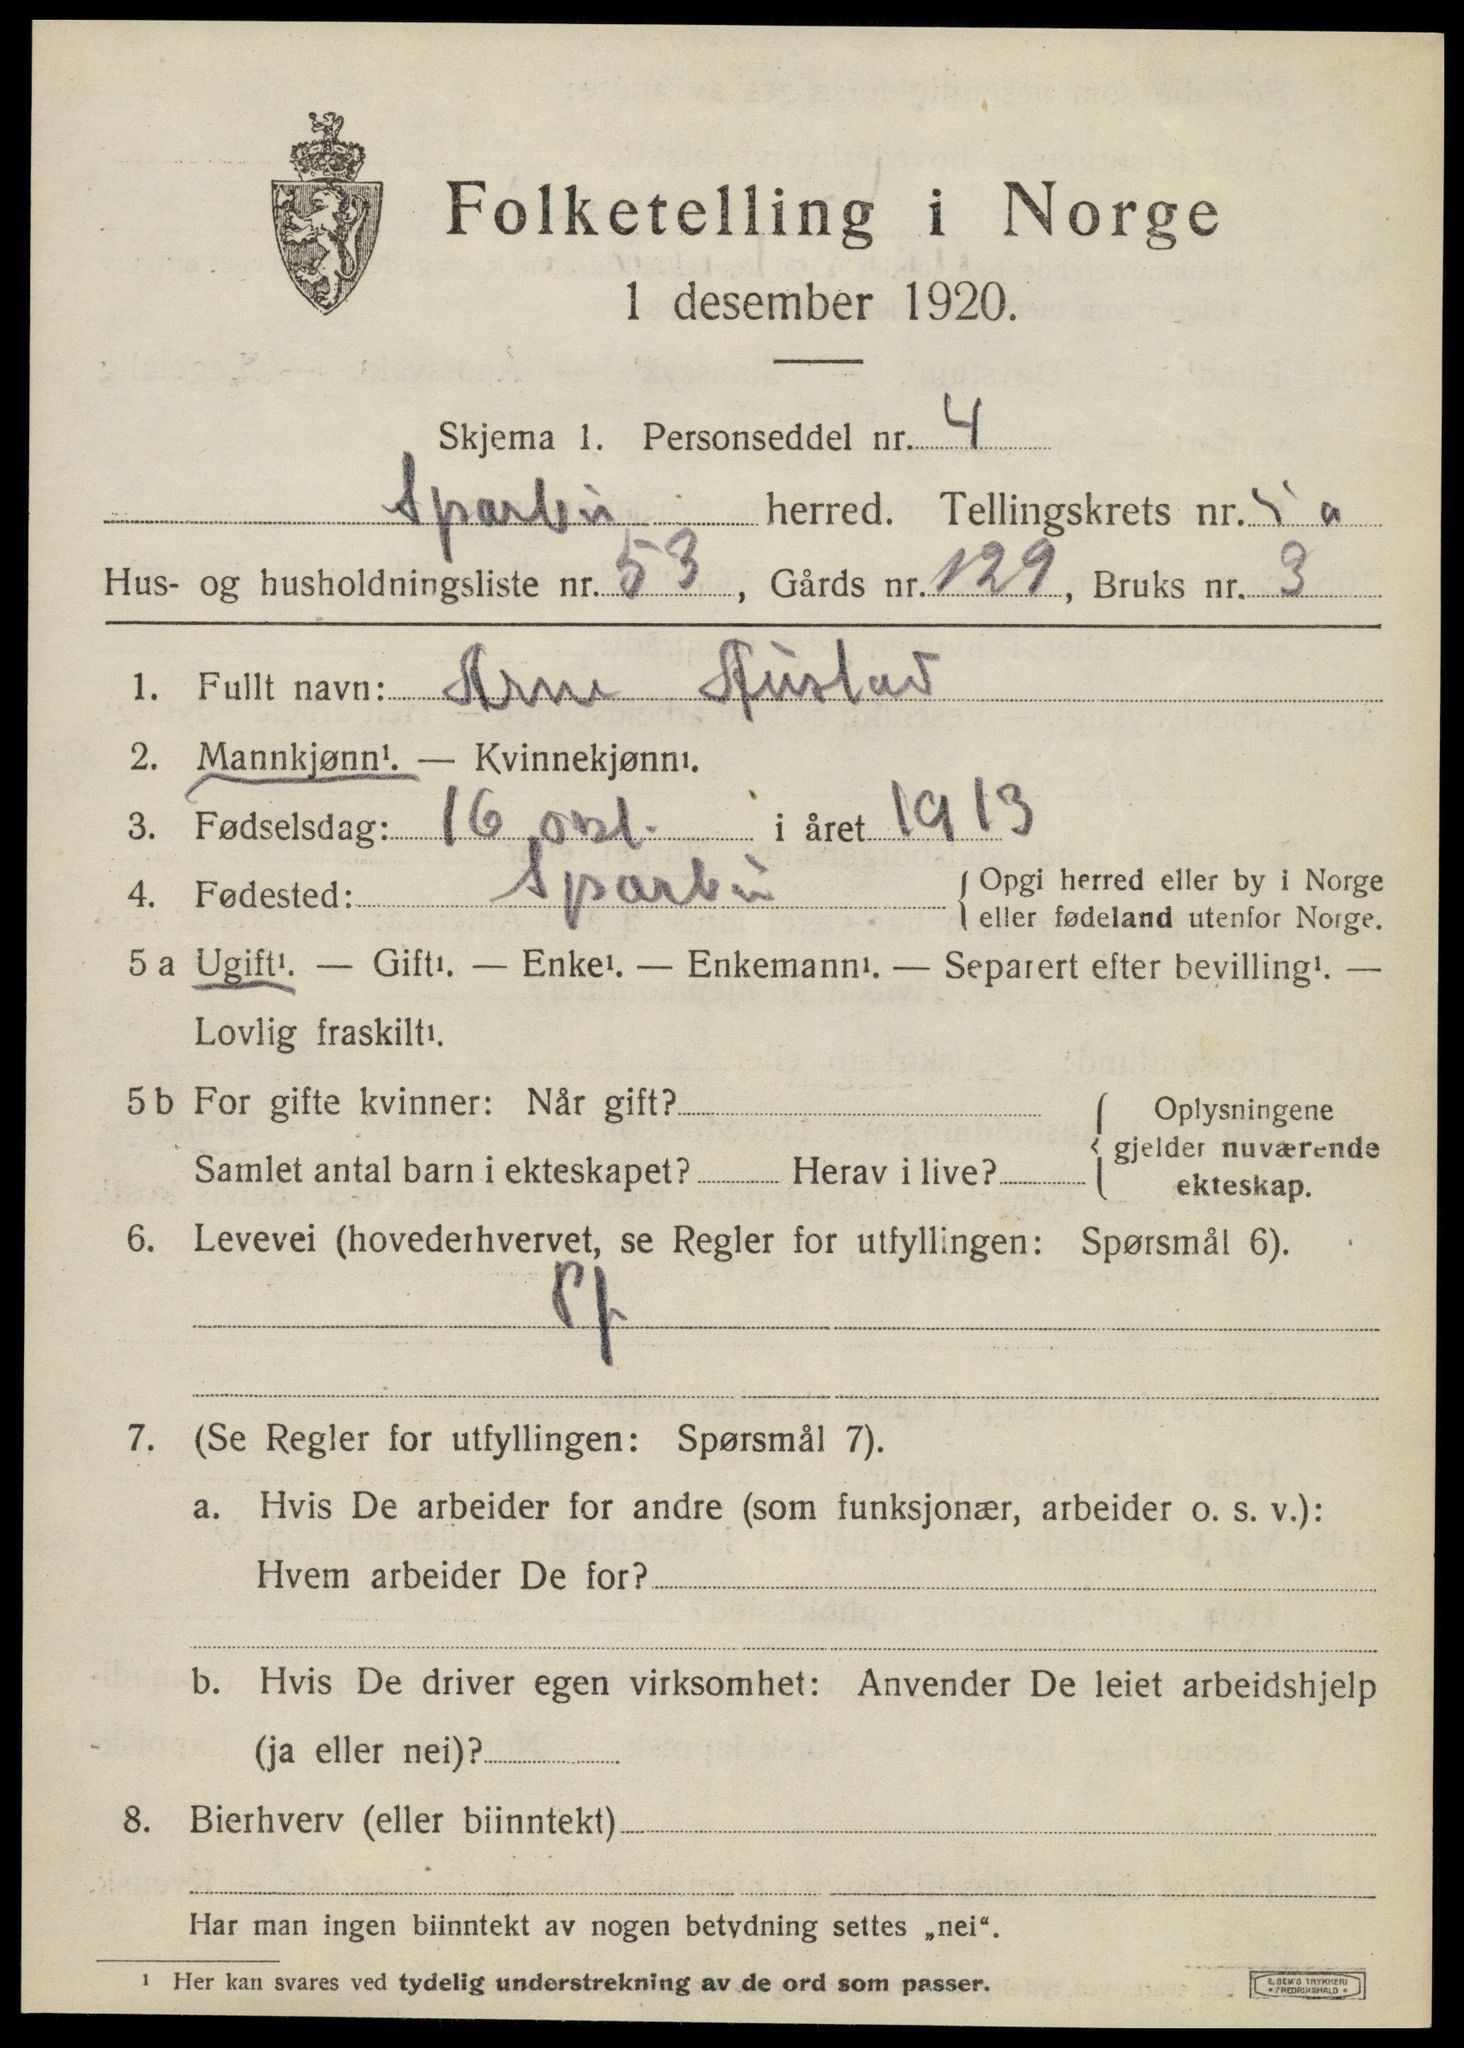 Folketelling i Norge
1 desember 1920.
Skjema 1. Personseddel nr. 4
Sparbu herred. Tellingskrets nr. a
Hus- og husholdningsliste nr. 53, Gårds nr. 129, Bruks nr. 3
1. Fullt navn: Arne
2. Mannkjønn¹. — Kvinnekjønn¹.
3. Fødselsdag: 16 okt. i året 1913
4. Fødested: Sparbu { Opgi herred eller by i Norge
eller fødeland utenfor Norge.
5 a Ugift¹. — Gift¹. — Enke¹. — Enkemann¹. — Separert efter bevilling¹. —
Lovlig fraskilt¹.
5 b For gifte kvinner: Når gift? { Oplysningene
gjelder nuværende
Samlet antal barn i ekteskapet? Herav i live? ekteskap.
6. Levevei (hovederhvervet, se Regler for utfyllingen: Spørsmål 6).
7. (Se Regler for utfyllingen: Spørsmål 7).
a. Hvis De arbeider for andre (som funksjonær, arbeider o. s. v.):
Hvem arbeider De for?
b. Hvis De driver egen virksomhet: Anvender De leiet arbeidshjelp
(ja eller nei)?
8. Bierhverv (eller biinntekt)
Har man ingen biinntekt av nogen betydning settes „nei“.
¹ Her kan svares ved tydelig understrekning av de ord som passer.
E. SEM'S TRYKKERI
FREDRIKSHALD